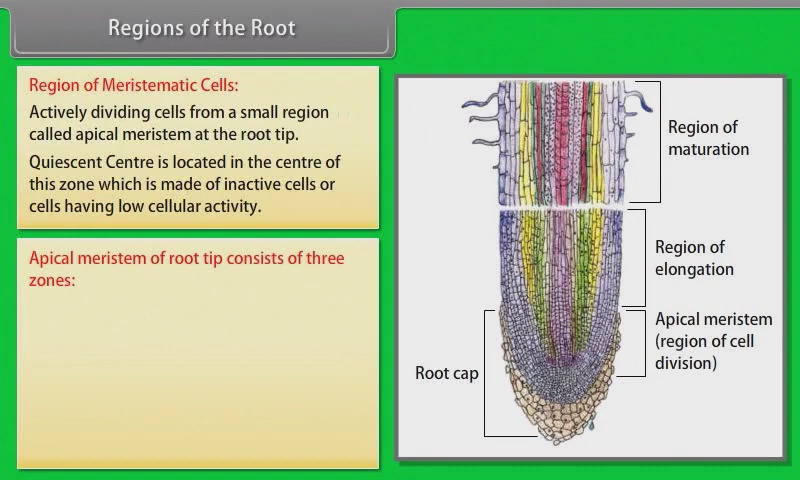 Regions of the Root
Region of Meristematic Cells:
Actively dividing cells from a small region
called apical meristem at the root tip.
Quiescent Centre is located in the centre of
this zone which is made of inactive cells or
cells having low cellular activity.
Apical meristem of root tip consists of three
zones:
Region of
maturation
Region of
elongation
Apical meristem
(region of cell
division)
Root cap